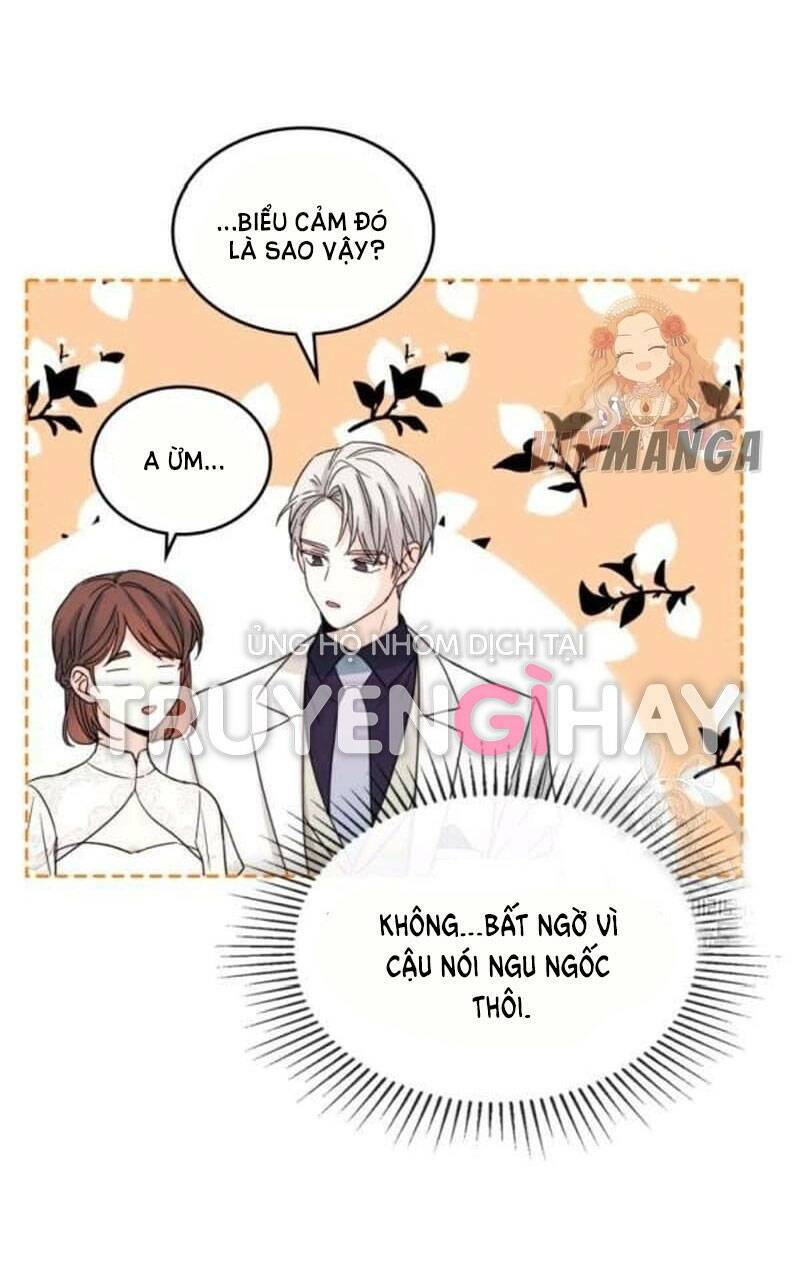 ...BIỂU CẢM ĐÓ
LÀ SAO VẬY?
A ỪM...
VINMANGA
ỦNG HỘ NHÓM DỊCH TẠI
TRUYENGIHAY
KHÔNG...BẤT NGỜ VÌ
CẬU NÓI NGU NGỐC
THÔI.